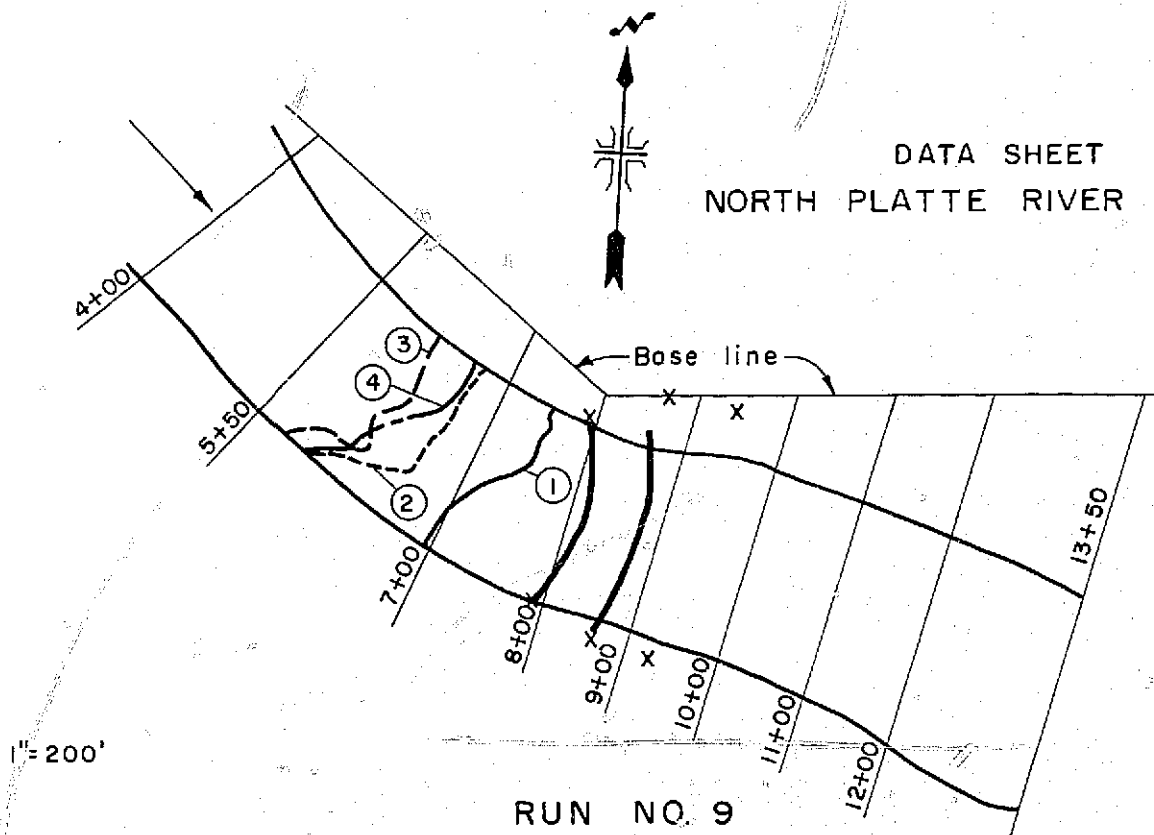 N
DATA SHEET
NORTH PLATTE RIVER
Base line
4+00
5+50
7+00
8+00
9+00
10+00
11+00
12+00
13+50
3
4
2
1
X
X
X
X
X
X
1"=200'
RUN NO. 9